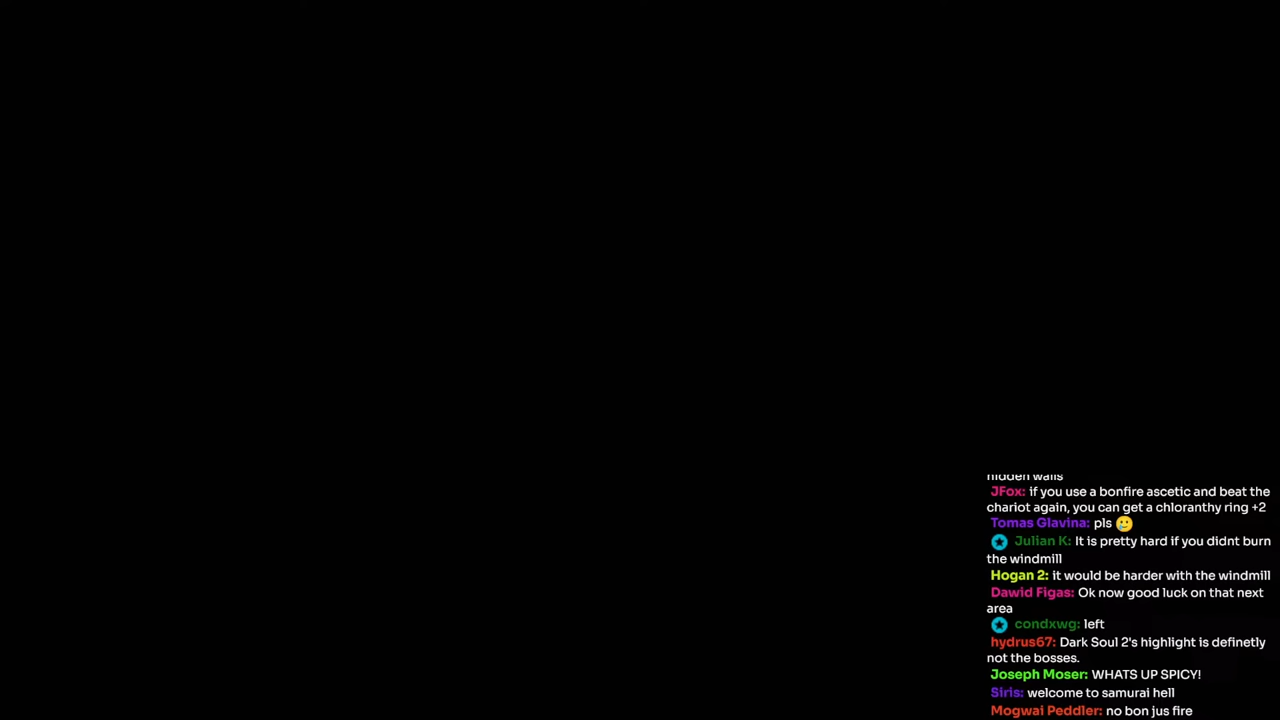 hidden walls
JFox: if you use a bonfire ascetic and beat the
chariot again, you can get a chloranthy ring +2
Tomas Glavina: pls 🥲
Julian K: It is pretty hard if you didnt burn
the windmill
Hogan 2: it would be harder with the windmill
Dawid Figas: Ok now good luck on that next
area
condxwg: left
hydrus67: Dark Soul 2's highlight is definetly
not the bosses.
Joseph Moser: WHATS UP SPICY!
Siris: welcome to samurai hell
Mogwai Peddler: no bon jus fire